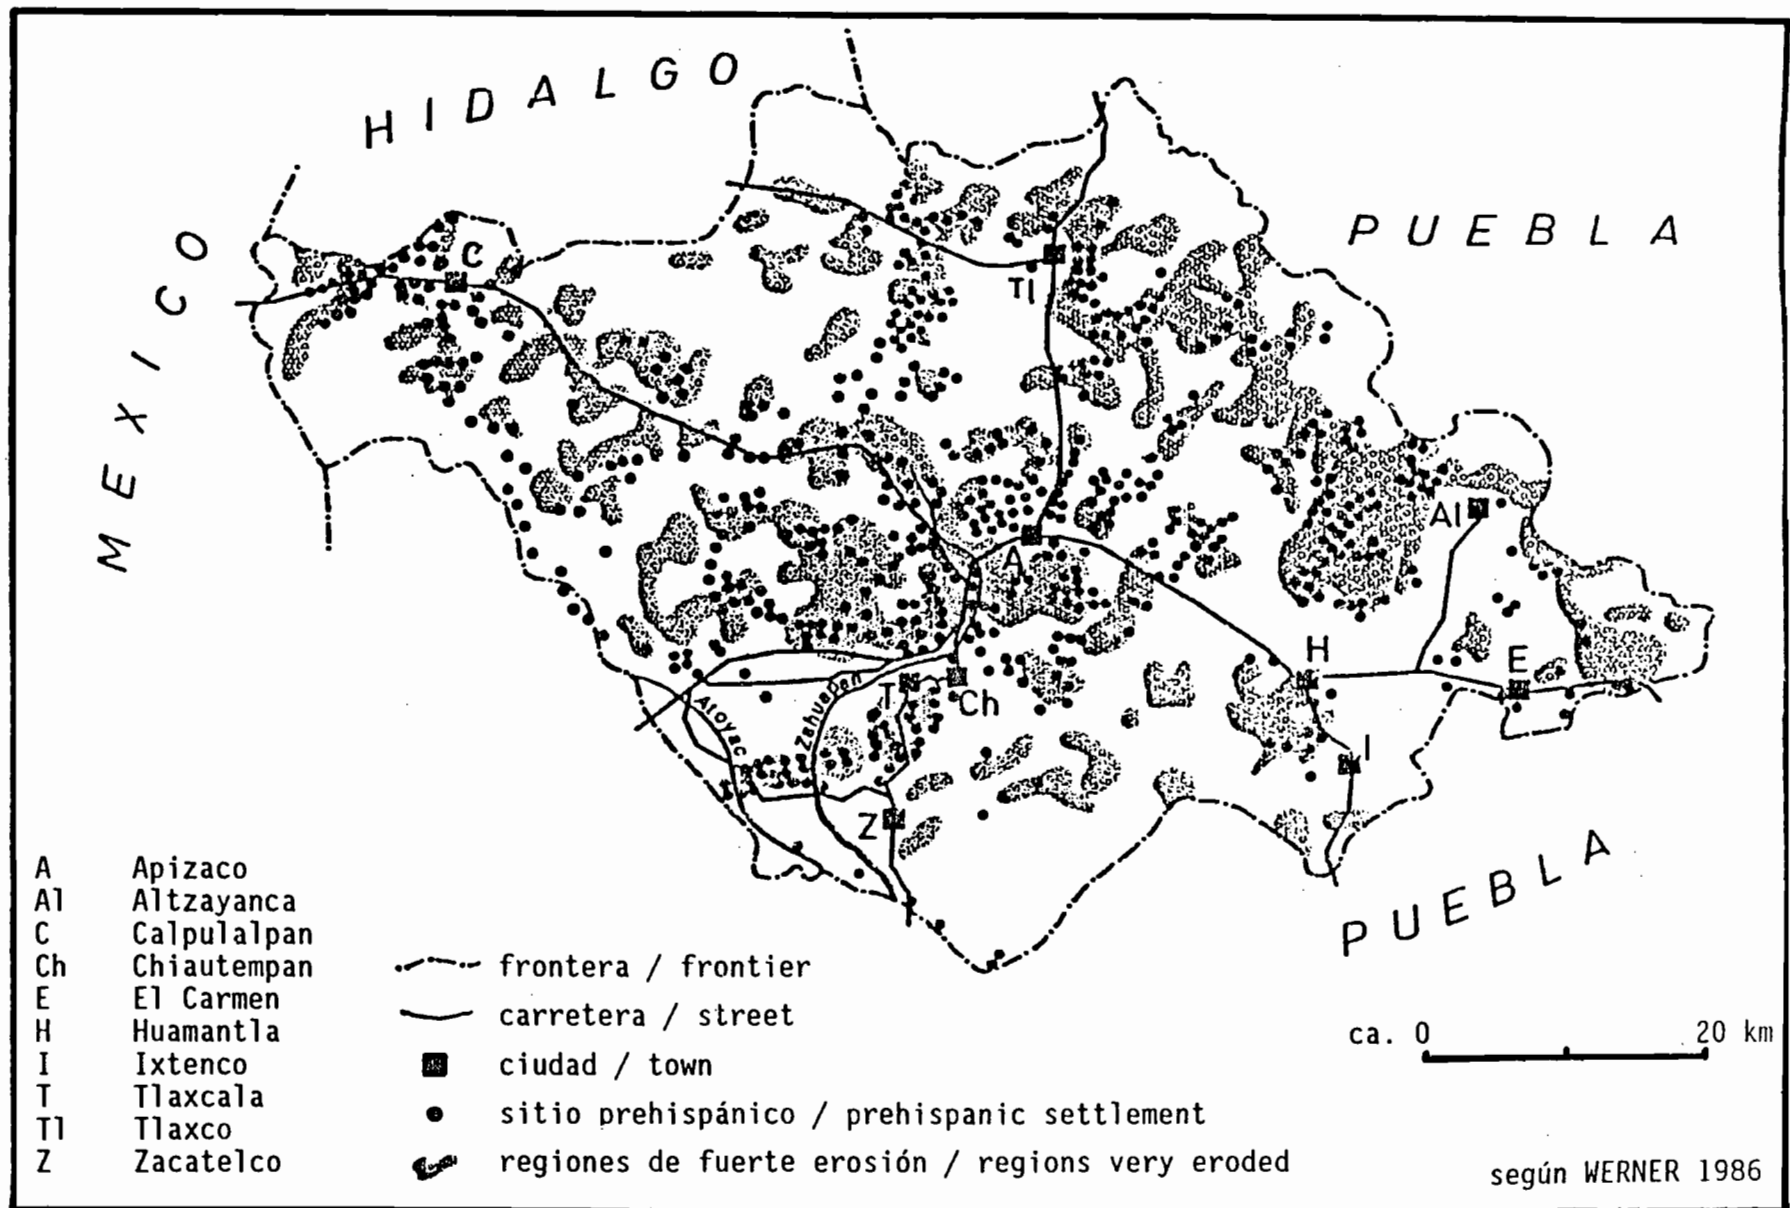 HIDALGO
PUEBLA
MEXICO
C
Tl
Al
A
H
E
T
Ch
Zahuapen
Atoyac
I
Z
PUEBLA
A Apizaco
Al Altzayanca
C Calpulalpan
Ch Chiautempan
E El Carmen
H Huamantla
I Ixtenco
T Tlaxcala
Tl Tlaxco
Z Zacatelco
frontera / frontier
carretera / street
ciudad / town
sitio prehispánico / prehispanic settlement
regiones de fuerte erosión / regions very eroded
ca. 0 20 km
según WERNER 1986